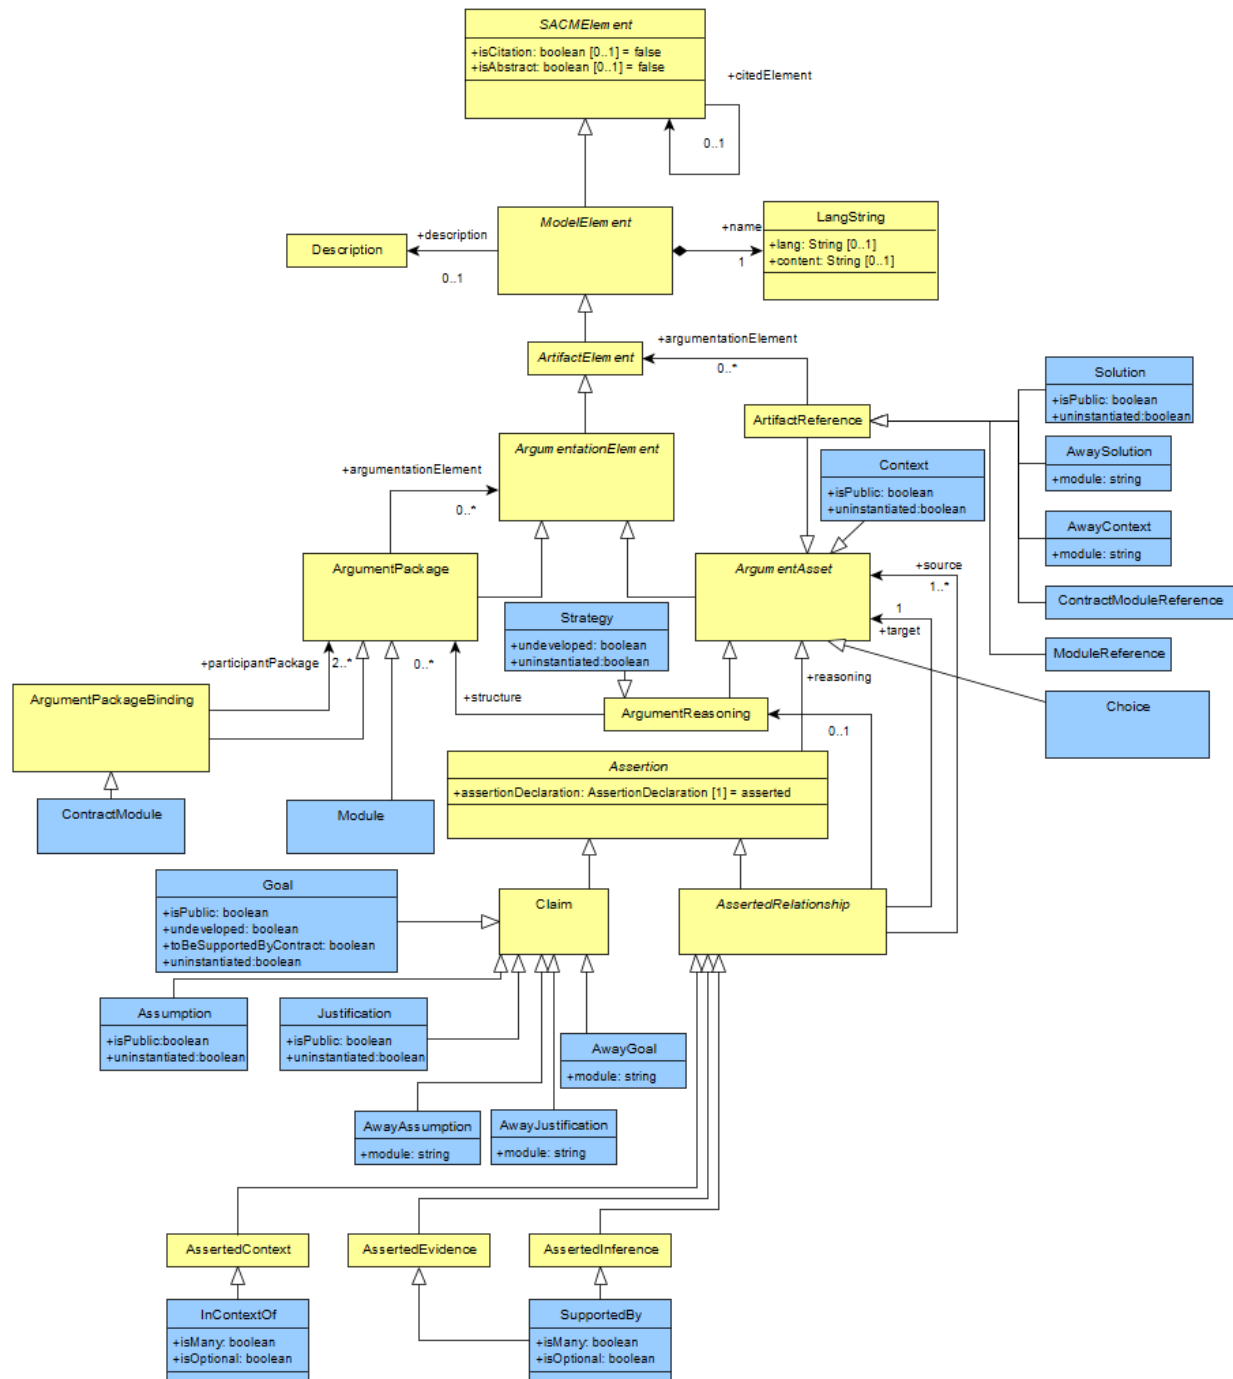 SACMElement
+isCitation: boolean [0..1] = false
+isAbstract: boolean [0..1] = false
+citedElement
0..1
ModelElement
+description
0..1
Description
+name
1
LangString
+lang: String [0..1]
+content: String [0..1]
ArtifactElement
+argumentationElement
0..*
ArtifactReference
Solution
+isPublic: boolean
+uninstantiated:boolean
AwaySolution
+module: string
AwayContext
+module: string
ContractModuleReference
ModuleReference
Choice
ArgumentationElement
+argumentationElement
0..*
Context
+isPublic: boolean
+uninstantiated:boolean
ArgumentPackage
ArgumentAsset
+source
1..*
1
+target
Strategy
+undeveloped: boolean
+uninstantiated:boolean
+participantPackage
2..*
0..*
+structure
+reasoning
0..1
ArgumentPackageBinding
ArgumentReasoning
ContractModule
Module
Assertion
+assertionDeclaration: AssertionDeclaration [1] = asserted
Goal
+isPublic: boolean
+undeveloped: boolean
+toBeSupportedByContract: boolean
+uninstantiated:boolean
Claim
AssertedRelationship
Assumption
+isPublic:boolean
+uninstantiated:boolean
Justification
+isPublic: boolean
+uninstantiated:boolean
AwayGoal
+module: string
AwayAssumption
+module: string
AwayJustification
+module: string
AssertedContext
AssertedEvidence
AssertedInference
InContextOf
+isMany: boolean
+isOptional: boolean
SupportedBy
+isMany: boolean
+isOptional: boolean